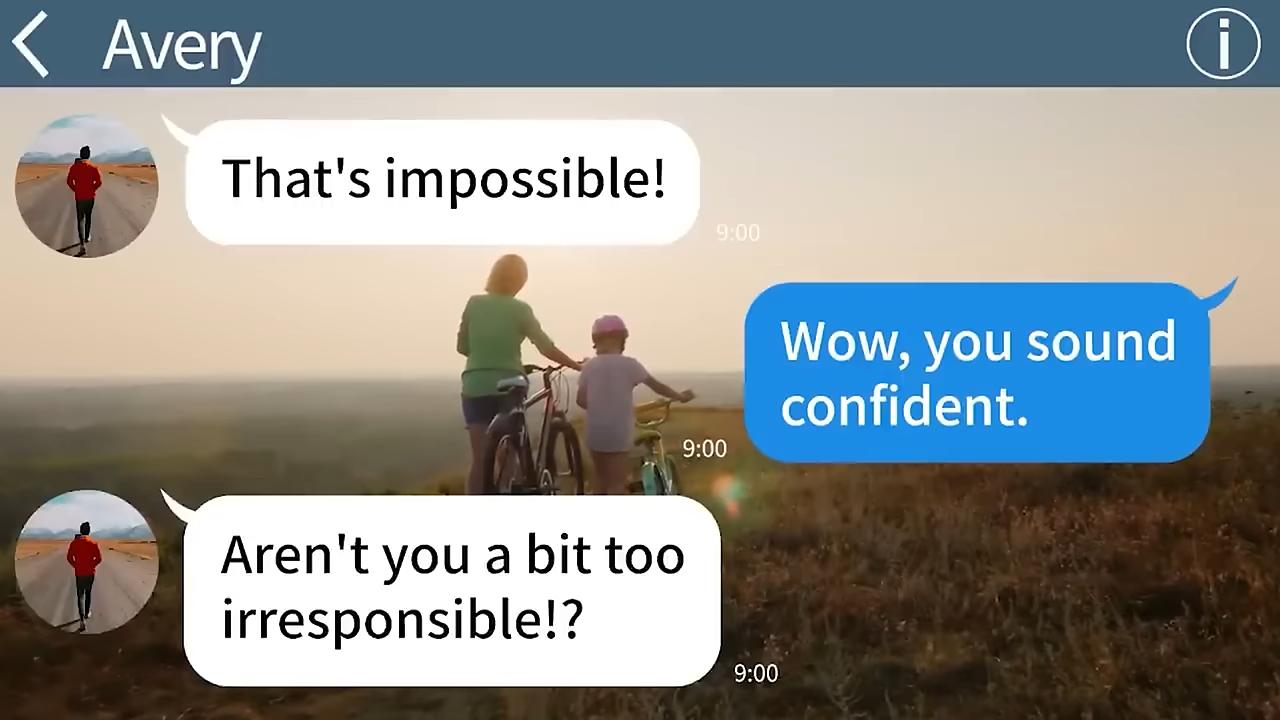 Avery
That's impossible!
9:00
Wow, you sound
confident.
9:00
Aren't you a bit too
irresponsible!?
9:00